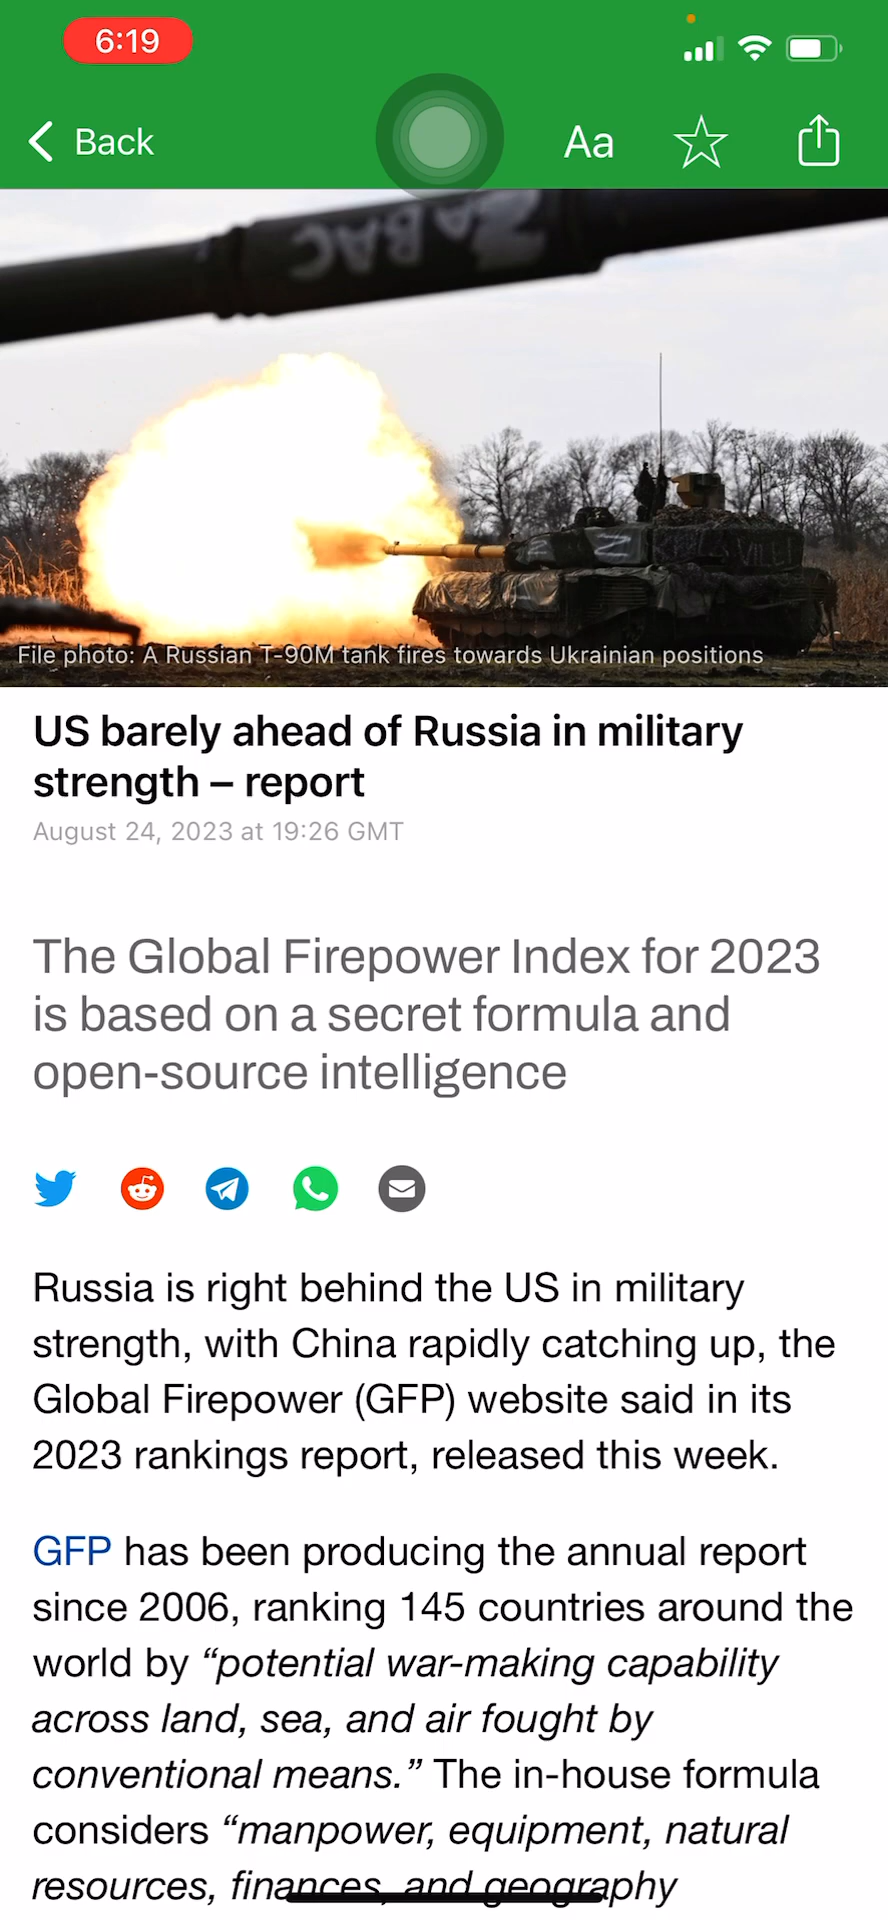 6:19
Back
Aa
File photo: A Russian T-90M tank fires towards Ukrainian positions
US barely ahead of Russia in military
strength – report
August 24, 2023 at 19:26 GMT
The Global Firepower Index for 2023
is based on a secret formula and
open-source intelligence
Russia is right behind the US in military
strength, with China rapidly catching up, the
Global Firepower (GFP) website said in its
2023 rankings report, released this week.
GFP has been producing the annual report
since 2006, ranking 145 countries around the
world by “potential war-making capability
across land, sea, and air fought by
conventional means.” The in-house formula
considers “manpower, equipment, natural
resources, finances, and geography